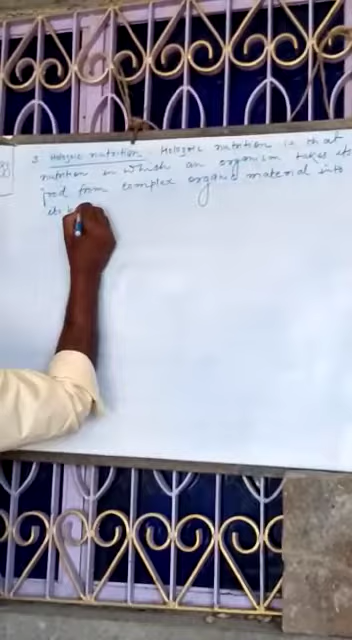 3. Holozoic nutrition. Holozoic nutrition is that
nutrition in which an organism takes its
food from complex organic material into
its